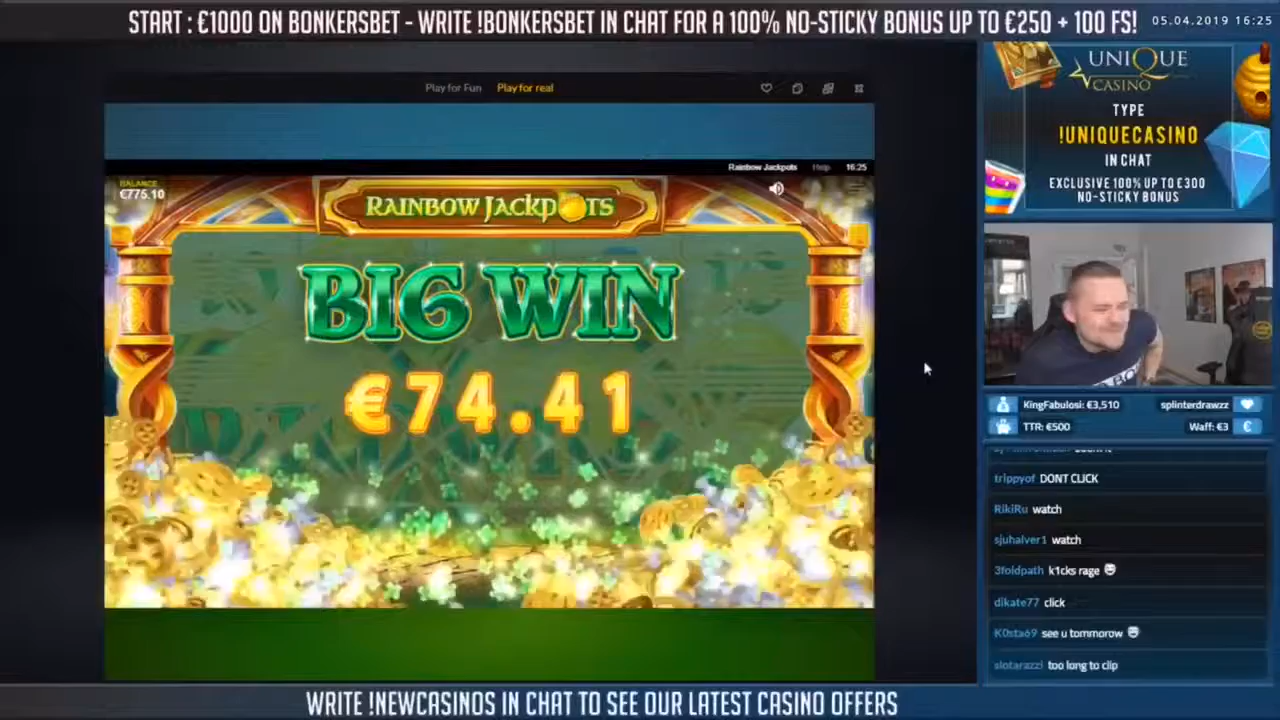 START : €1000 ON BONKERSBET - WRITE !BONKERSBET IN CHAT FOR A 100% NO-STICKY BONUS UP TO €250 + 100 FS!
05.04.2019 16:25
Play for Fun Play for real
Rainbow Jackpots Help 16:25
BALANCE
€775.10
RAINBOW JACKPOTS
BIG WIN
€74.41
UNIQUE
CASINO
TYPE
!UNIQUECASINO
IN CHAT
EXCLUSIVE 100% UP TO €300
NO-STICKY BONUS
KingFabulosi: €3,510 splinterdrawzz
TTR: €500 Waff: €3
trippyof DONT CLICK
RikiRu watch
sjuhalver1 watch
3foldpath k1cks rage
dikate77 click
K0sta69 see u tommorow
slotarazzi too long to clip
WRITE !NEWCASINOS IN CHAT TO SEE OUR LATEST CASINO OFFERS